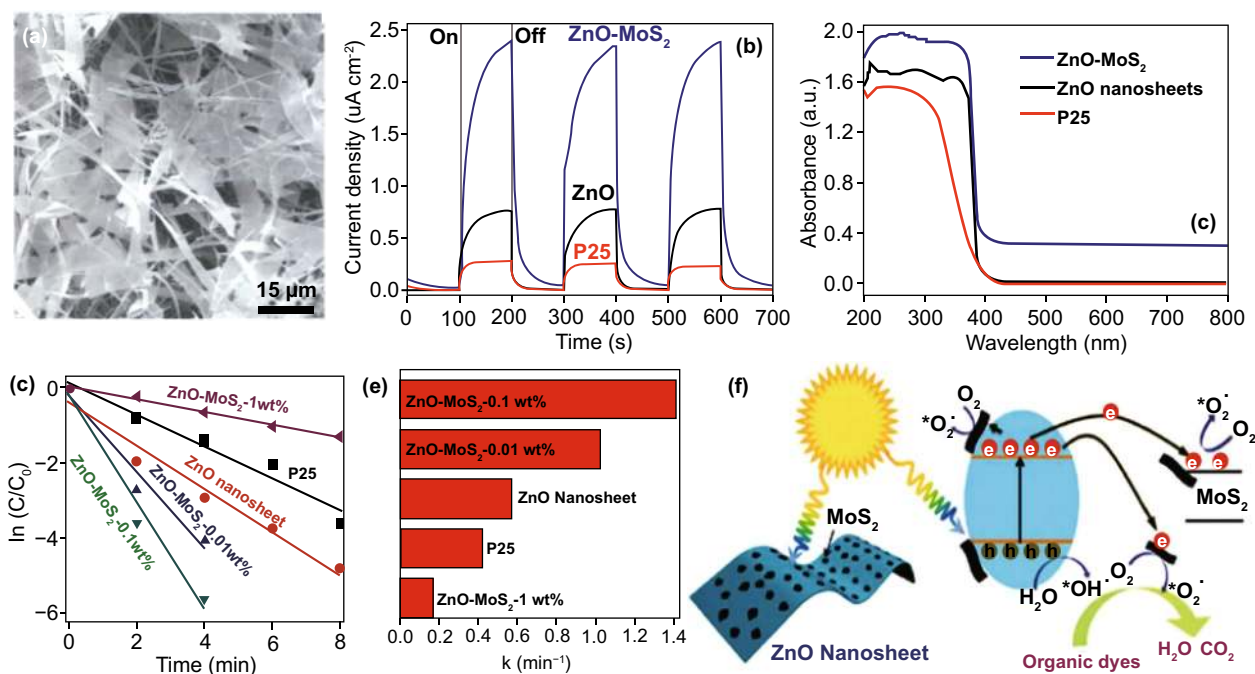 (a)
15 µm
On
Off
ZnO-MoS₂
(b)
ZnO
P25
2.5
2.0
1.5
1.0
0.5
0.0
0 100 200 300 400 500 600 700
Time (s)
Current density (uA cm⁻²)
ZnO-MoS₂
ZnO nanosheets
P25
(c)
2.0
1.6
1.2
0.8
0.4
0.0
200 300 400 500 600 700 800
Wavelength (nm)
Absorbance (a.u.)
(c)
ZnO-MoS₂-1wt%
P25
ZnO nanosheet
ZnO-MoS₂-0.01wt%
ZnO-MoS₂-0.1wt%
0
−2
−4
−6
0 2 4 6 8
Time (min)
ln (C/C₀)
(e)
ZnO-MoS₂-0.1 wt%
ZnO-MoS₂-0.01 wt%
ZnO Nanosheet
P25
ZnO-MoS₂-1 wt%
0.0 0.2 0.4 0.6 0.8 1.0 1.2 1.4
k (min⁻¹)
(f)
O₂
*O₂˙
e e e e
e
*O₂˙
O₂
e e
MoS₂
MoS₂
e
h h h h
H₂O
*OH˙
O₂
*O₂˙
ZnO Nanosheet
Organic dyes
H₂O CO₂